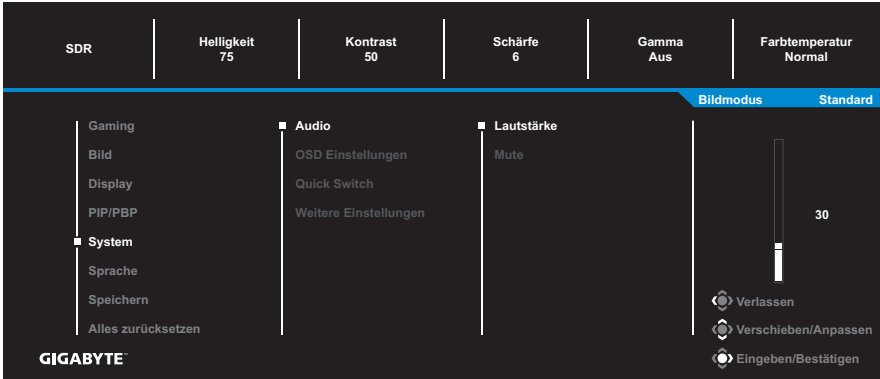 SDR
Helligkeit
75
Kontrast
50
Schärfe
6
Gamma
Aus
Farbtemperatur
Normal
Bildmodus Standard
Gaming
Bild
Display
PIP/PBP
System
Sprache
Speichern
Alles zurücksetzen
Audio
OSD Einstellungen
Quick Switch
Weitere Einstellungen
Lautstärke
Mute
30
Verlassen
Verschieben/Anpassen
Eingeben/Bestätigen
GIGABYTE™